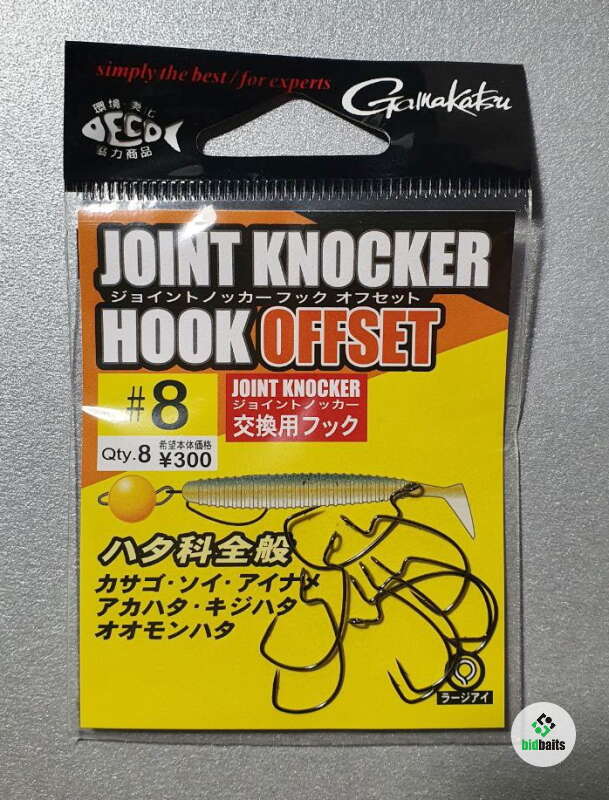 simply the best / for experts
Gamakatsu
環境・美化
DECO
協力商品
JOINT KNOCKER
ジョイントノッカーフック オフセット
HOOK OFFSET
#8
JOINT KNOCKER
ジョイントノッカー
交換用フック
Qty.8
希望本体価格
¥300
ハタ科全般
カサゴ・ソイ・アイナメ
アカハタ・キジハタ
オオモンハタ
ラージアイ
bidbaits